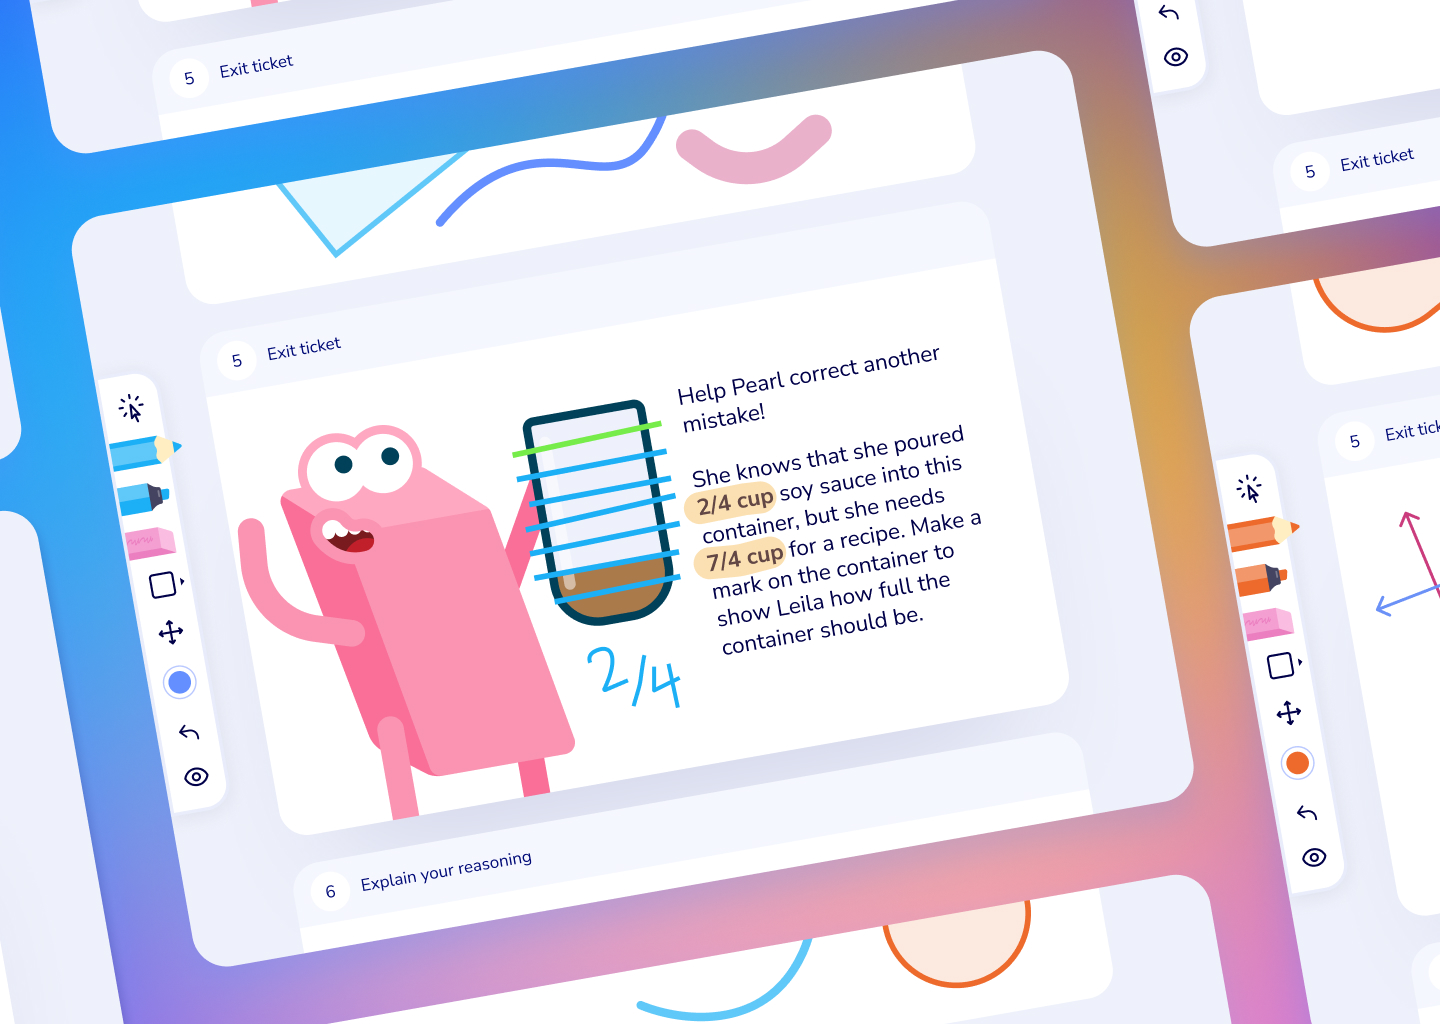 5 Exit ticket
5 Exit ticket
5 Exit ticket
Help Pearl correct another
mistake!
She knows that she poured
2/4 cup soy sauce into this
container, but she needs
7/4 cup for a recipe. Make a
mark on the container to
show Leila how full the
container should be.
2/4
5
6 Explain your reasoning